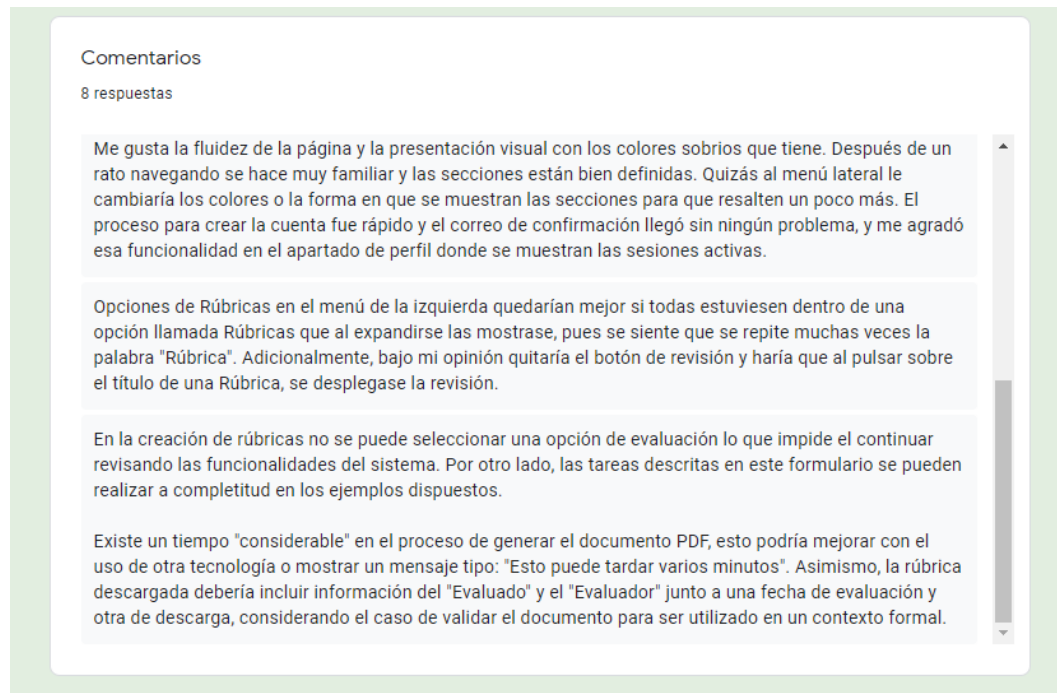 Comentarios
8 respuestas
Me gusta la fluidez de la página y la presentación visual con los colores sobrios que tiene. Después de un
rato navegando se hace muy familiar y las secciones están bien definidas. Quizás al menú lateral le
cambiaría los colores o la forma en que se muestran las secciones para que resalten un poco más. El
proceso para crear la cuenta fue rápido y el correo de confirmación llegó sin ningún problema, y me agradó
esa funcionalidad en el apartado de perfil donde se muestran las sesiones activas.
Opciones de Rúbricas en el menú de la izquierda quedarían mejor si todas estuviesen dentro de una
opción llamada Rúbricas que al expandirse las mostrase, pues se siente que se repite muchas veces la
palabra "Rúbrica". Adicionalmente, bajo mi opinión quitaría el botón de revisión y haría que al pulsar sobre
el título de una Rúbrica, se desplegase la revisión.
En la creación de rúbricas no se puede seleccionar una opción de evaluación lo que impide el continuar
revisando las funcionalidades del sistema. Por otro lado, las tareas descritas en este formulario se pueden
realizar a completitud en los ejemplos dispuestos.
Existe un tiempo "considerable" en el proceso de generar el documento PDF, esto podría mejorar con el
uso de otra tecnología o mostrar un mensaje tipo: "Esto puede tardar varios minutos". Asimismo, la rúbrica
descargada debería incluir información del "Evaluado" y el "Evaluador" junto a una fecha de evaluación y
otra de descarga, considerando el caso de validar el documento para ser utilizado en un contexto formal.